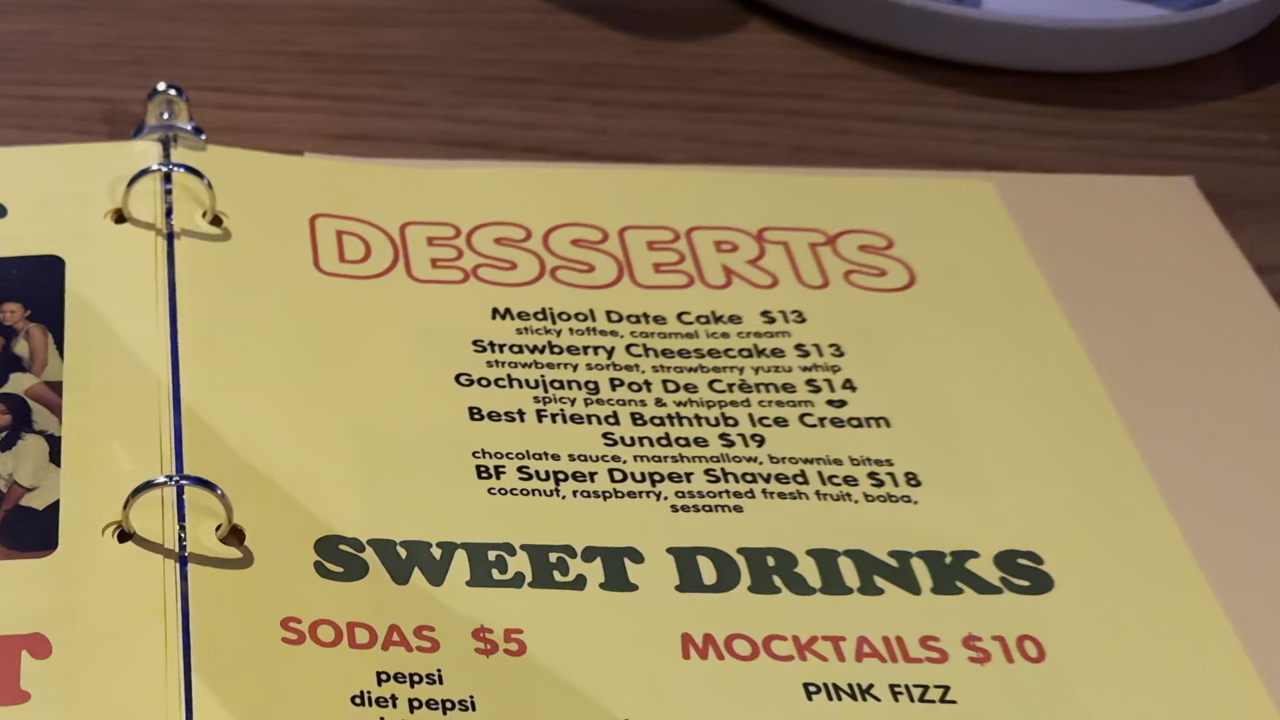 DESSERTS
Medjool Date Cake $13
sticky toffee, caramel ice cream
Strawberry Cheesecake $13
strawberry sorbet, strawberry yuzu whip
Gochujang Pot De Crème $14
spicy pecans & whipped cream
Best Friend Bathtub Ice Cream
Sundae $19
chocolate sauce, marshmallow, brownie bites
BF Super Duper Shaved Ice $18
coconut, raspberry, assorted fresh fruit, boba,
sesame
SWEET DRINKS
SODAS $5
pepsi
diet pepsi
MOCKTAILS $10
PINK FIZZ